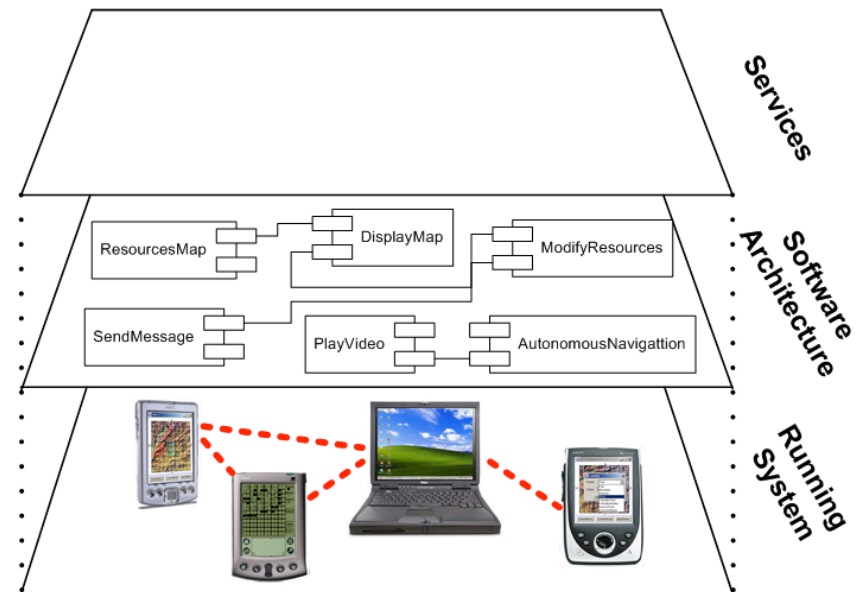 Services
ResourcesMap
DisplayMap
ModifyResources
Software
Architecture
SendMessage
PlayVideo
AutonomousNavigattion
Running
System